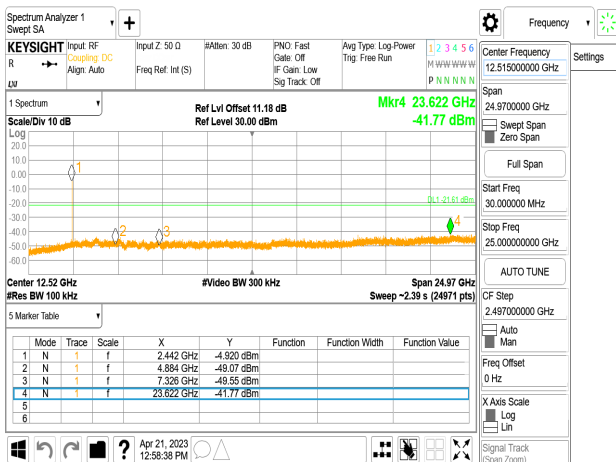 Spectrum Analyzer 1
Swept SA
Frequency
KEYSIGHT
R
LXI
Input: RF
Coupling: DC
Align: Auto
Input Z: 50 Ω
Freq Ref: Int (S)
#Atten: 30 dB
PNO: Fast
Gate: Off
IF Gain: Low
Sig Track: Off
Avg Type: Log-Power
Trig: Free Run
1 2 3 4 5 6
M W W W W W
P N N N N N
1 Spectrum
Scale/Div 10 dB
Ref Lvl Offset 11.18 dB
Ref Level 30.00 dBm
Mkr4 23.622 GHz
-41.77 dBm
Log
20.0
10.0
0.00
-10.0
-20.0
-30.0
-40.0
-50.0
-60.0
1
2
3
4
DL1 -21.61 dBm
Center 12.52 GHz
#Res BW 100 kHz
#Video BW 300 kHz
Span 24.97 GHz
Sweep ~2.39 s (24971 pts)
5 Marker Table
Mode Trace Scale X Y Function Function Width Function Value
1 N 1 f 2.442 GHz -4.920 dBm
2 N 1 f 4.884 GHz -49.07 dBm
3 N 1 f 7.326 GHz -49.55 dBm
4 N 1 f 23.622 GHz -41.77 dBm
5
6
?
Apr 21, 2023
12:58:38 PM
Center Frequency
12.515000000 GHz
Settings
Span
24.9700000 GHz
Swept Span
Zero Span
Full Span
Start Freq
30.000000 MHz
Stop Freq
25.000000000 GHz
AUTO TUNE
CF Step
2.497000000 GHz
Auto
Man
Freq Offset
0 Hz
X Axis Scale
Log
Lin
Signal Track
(Span Zoom)